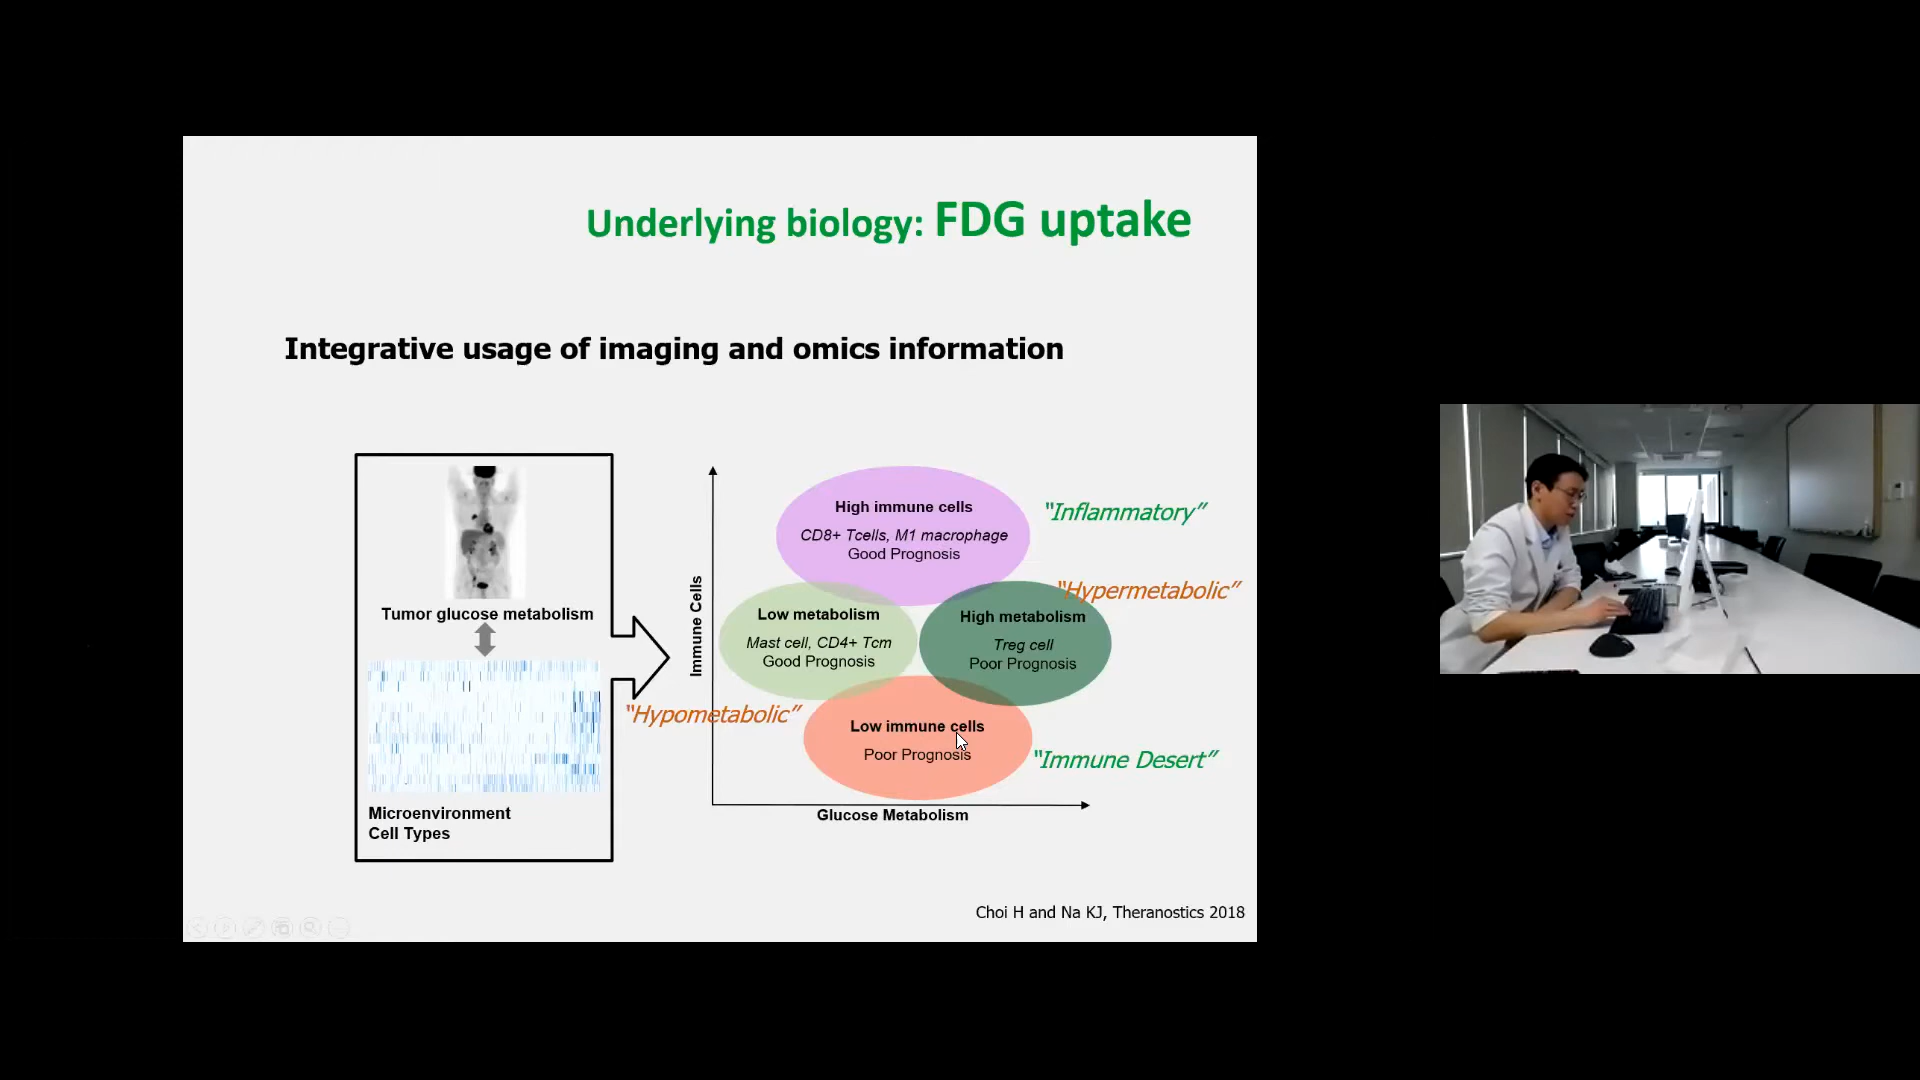 Underlying biology: FDG uptake
Integrative usage of imaging and omics information
Tumor glucose metabolism
Microenvironment
Cell Types
Immune Cells
High immune cells
CD8+ Tcells, M1 macrophage
Good Prognosis
"Inflammatory"
"Hypermetabolic"
Low metabolism
Mast cell, CD4+ Tcm
Good Prognosis
High metabolism
Treg cell
Poor Prognosis
"Hypometabolic"
Low immune cells
Poor Prognosis
"Immune Desert"
Glucose Metabolism
Choi H and Na KJ, Theranostics 2018